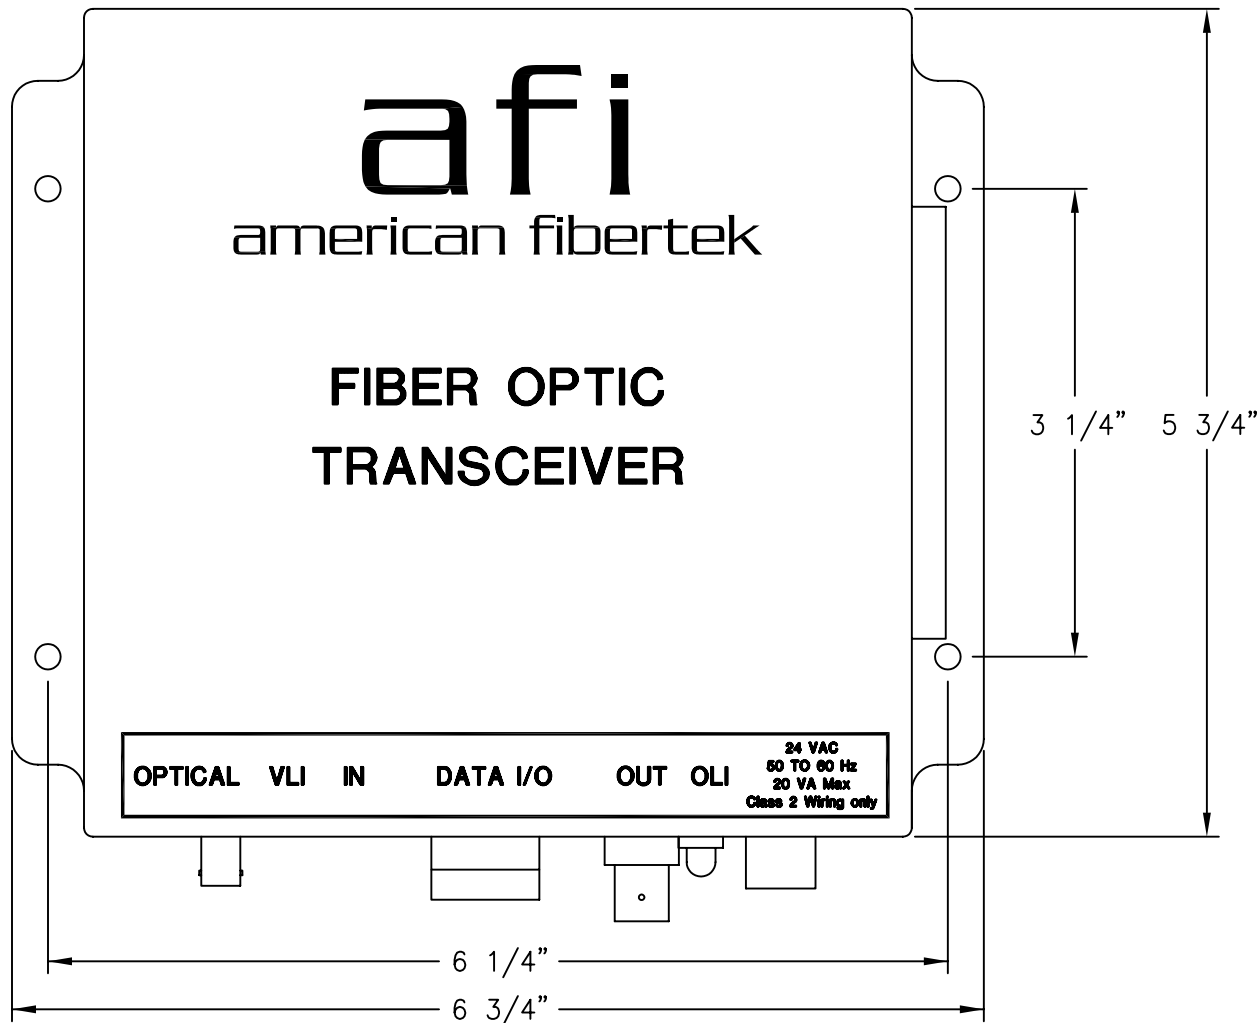 afi
american fibertek
FIBER OPTIC
TRANSCEIVER
3 1/4” 5 3/4”
OPTICAL VLI IN DATA I/O OUT OLI
24 VAC
50 TO 60 Hz
20 VA Max
Class 2 Wiring only
6 1/4”
6 3/4”